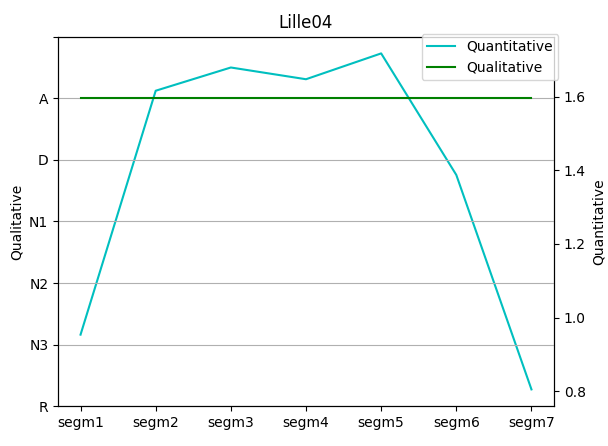 Lille04
Quantitative
Qualitative
A
D
N1
N2
N3
R
Qualitative
1.6
1.4
1.2
1.0
0.8
Quantitative
segm1 segm2 segm3 segm4 segm5 segm6 segm7